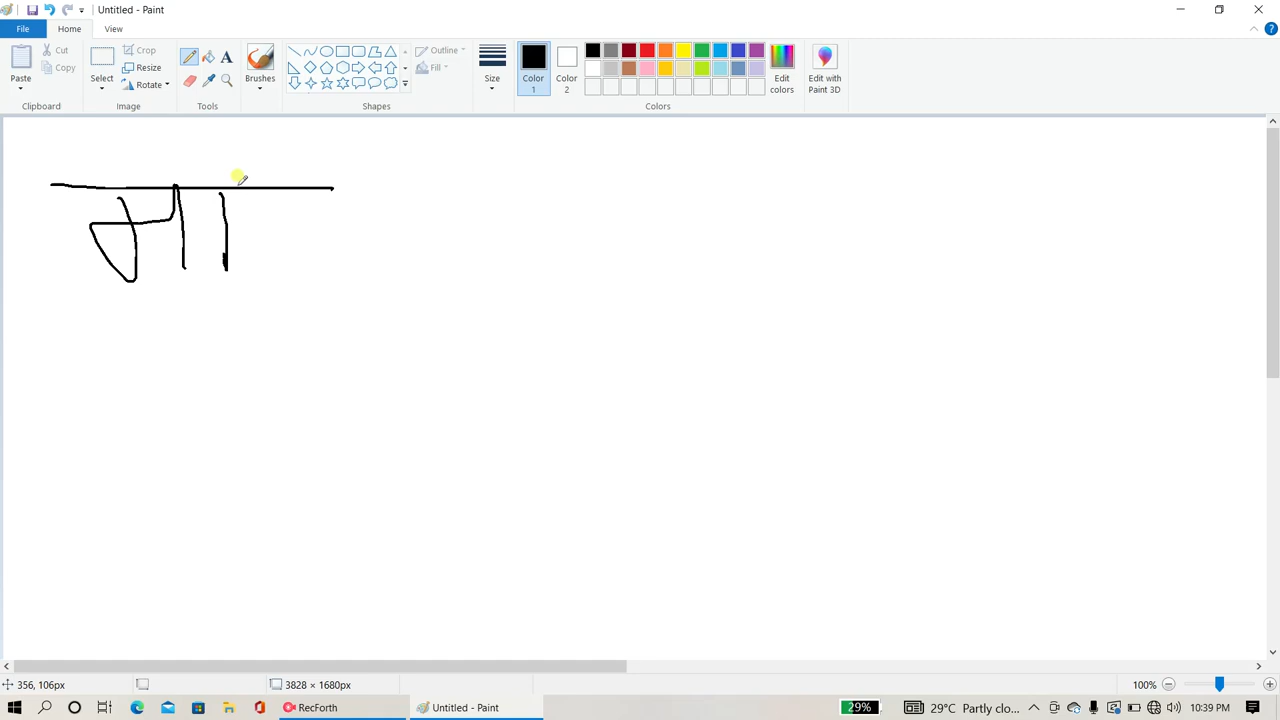 Untitled - Paint
File
Home
View
Paste
Cut
Copy
Clipboard
Select
Crop
Resize
Rotate
Image
A
Tools
Brushes
Outline
Fill
Shapes
Size
Color 1
Color 2
Edit colors
Colors
Edit with Paint 3D
मा
356, 106px
3828 × 1680px
100%
RecForth
Untitled - Paint
29%
29°C Partly clo...
10:39 PM